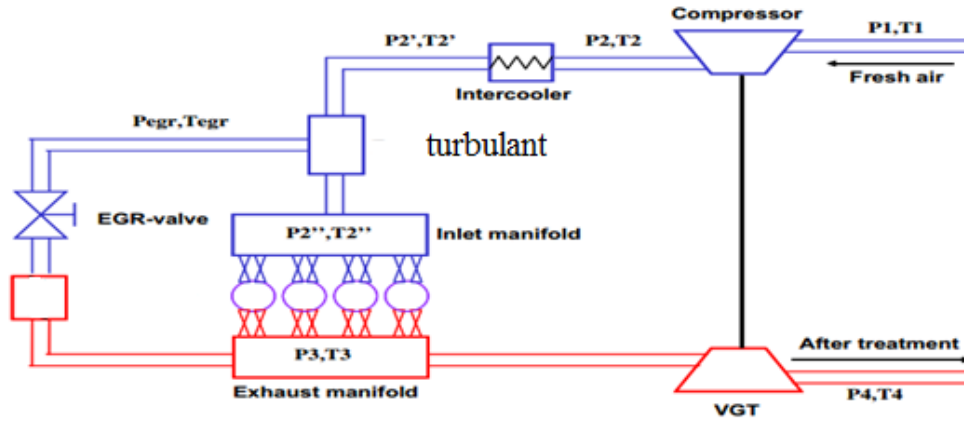 Compressor
P2',T2'
P2,T2
P1,T1
Fresh air
Intercooler
Pegr,Tegr
turbulant
EGR-valve
P2'',T2''
Inlet manifold
P3,T3
After treatment
Exhaust manifold
VGT
P4,T4